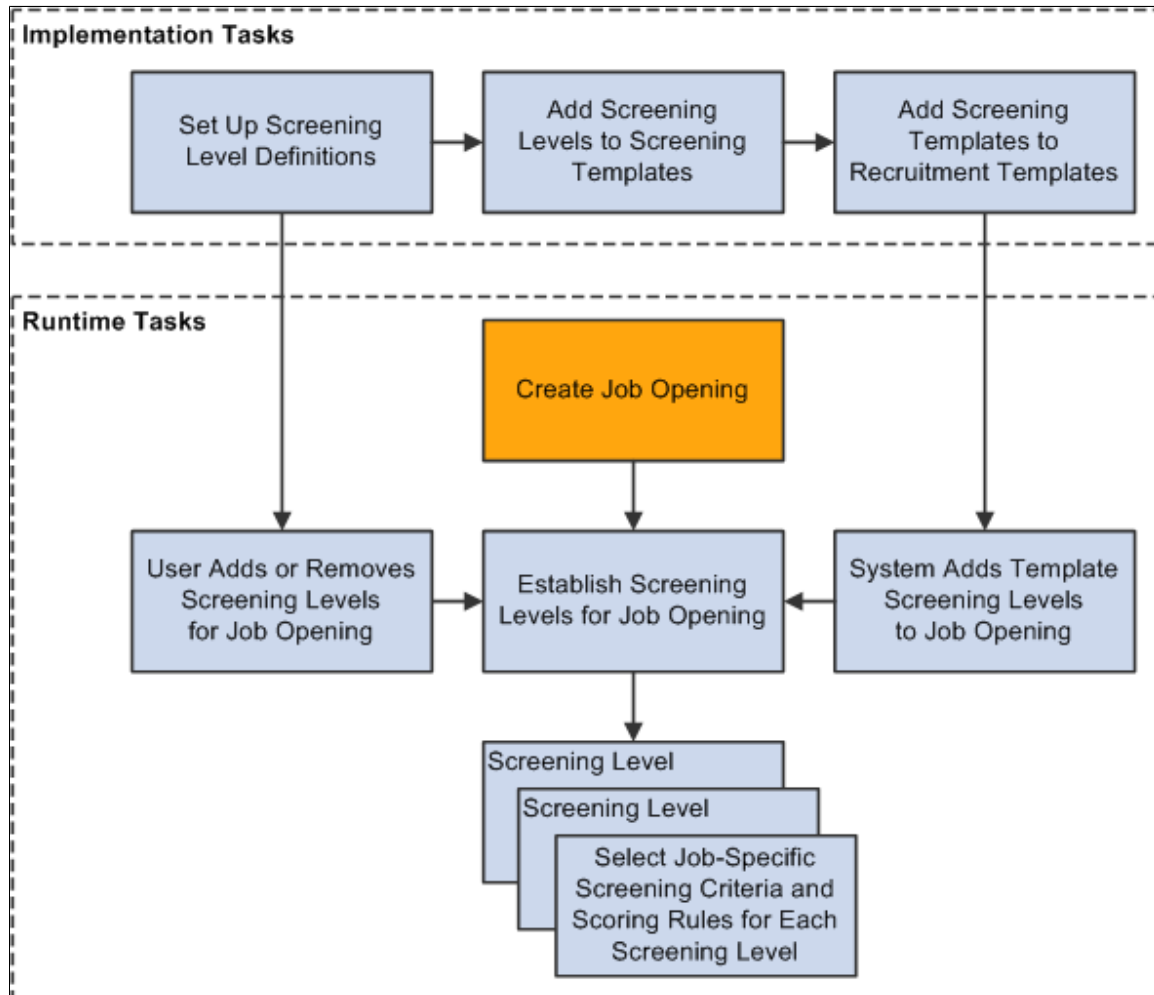 Implementation Tasks
Set Up Screening
Level Definitions
Add Screening
Levels to Screening
Templates
Add Screening
Templates to
Recruitment Templates
Runtime Tasks
Create Job Opening
User Adds or Removes
Screening Levels
for Job Opening
Establish Screening
Levels for Job Opening
System Adds Template
Screening Levels
to Job Opening
Screening Level
Screening Level
Select Job-Specific
Screening Criteria and
Scoring Rules for Each
Screening Level